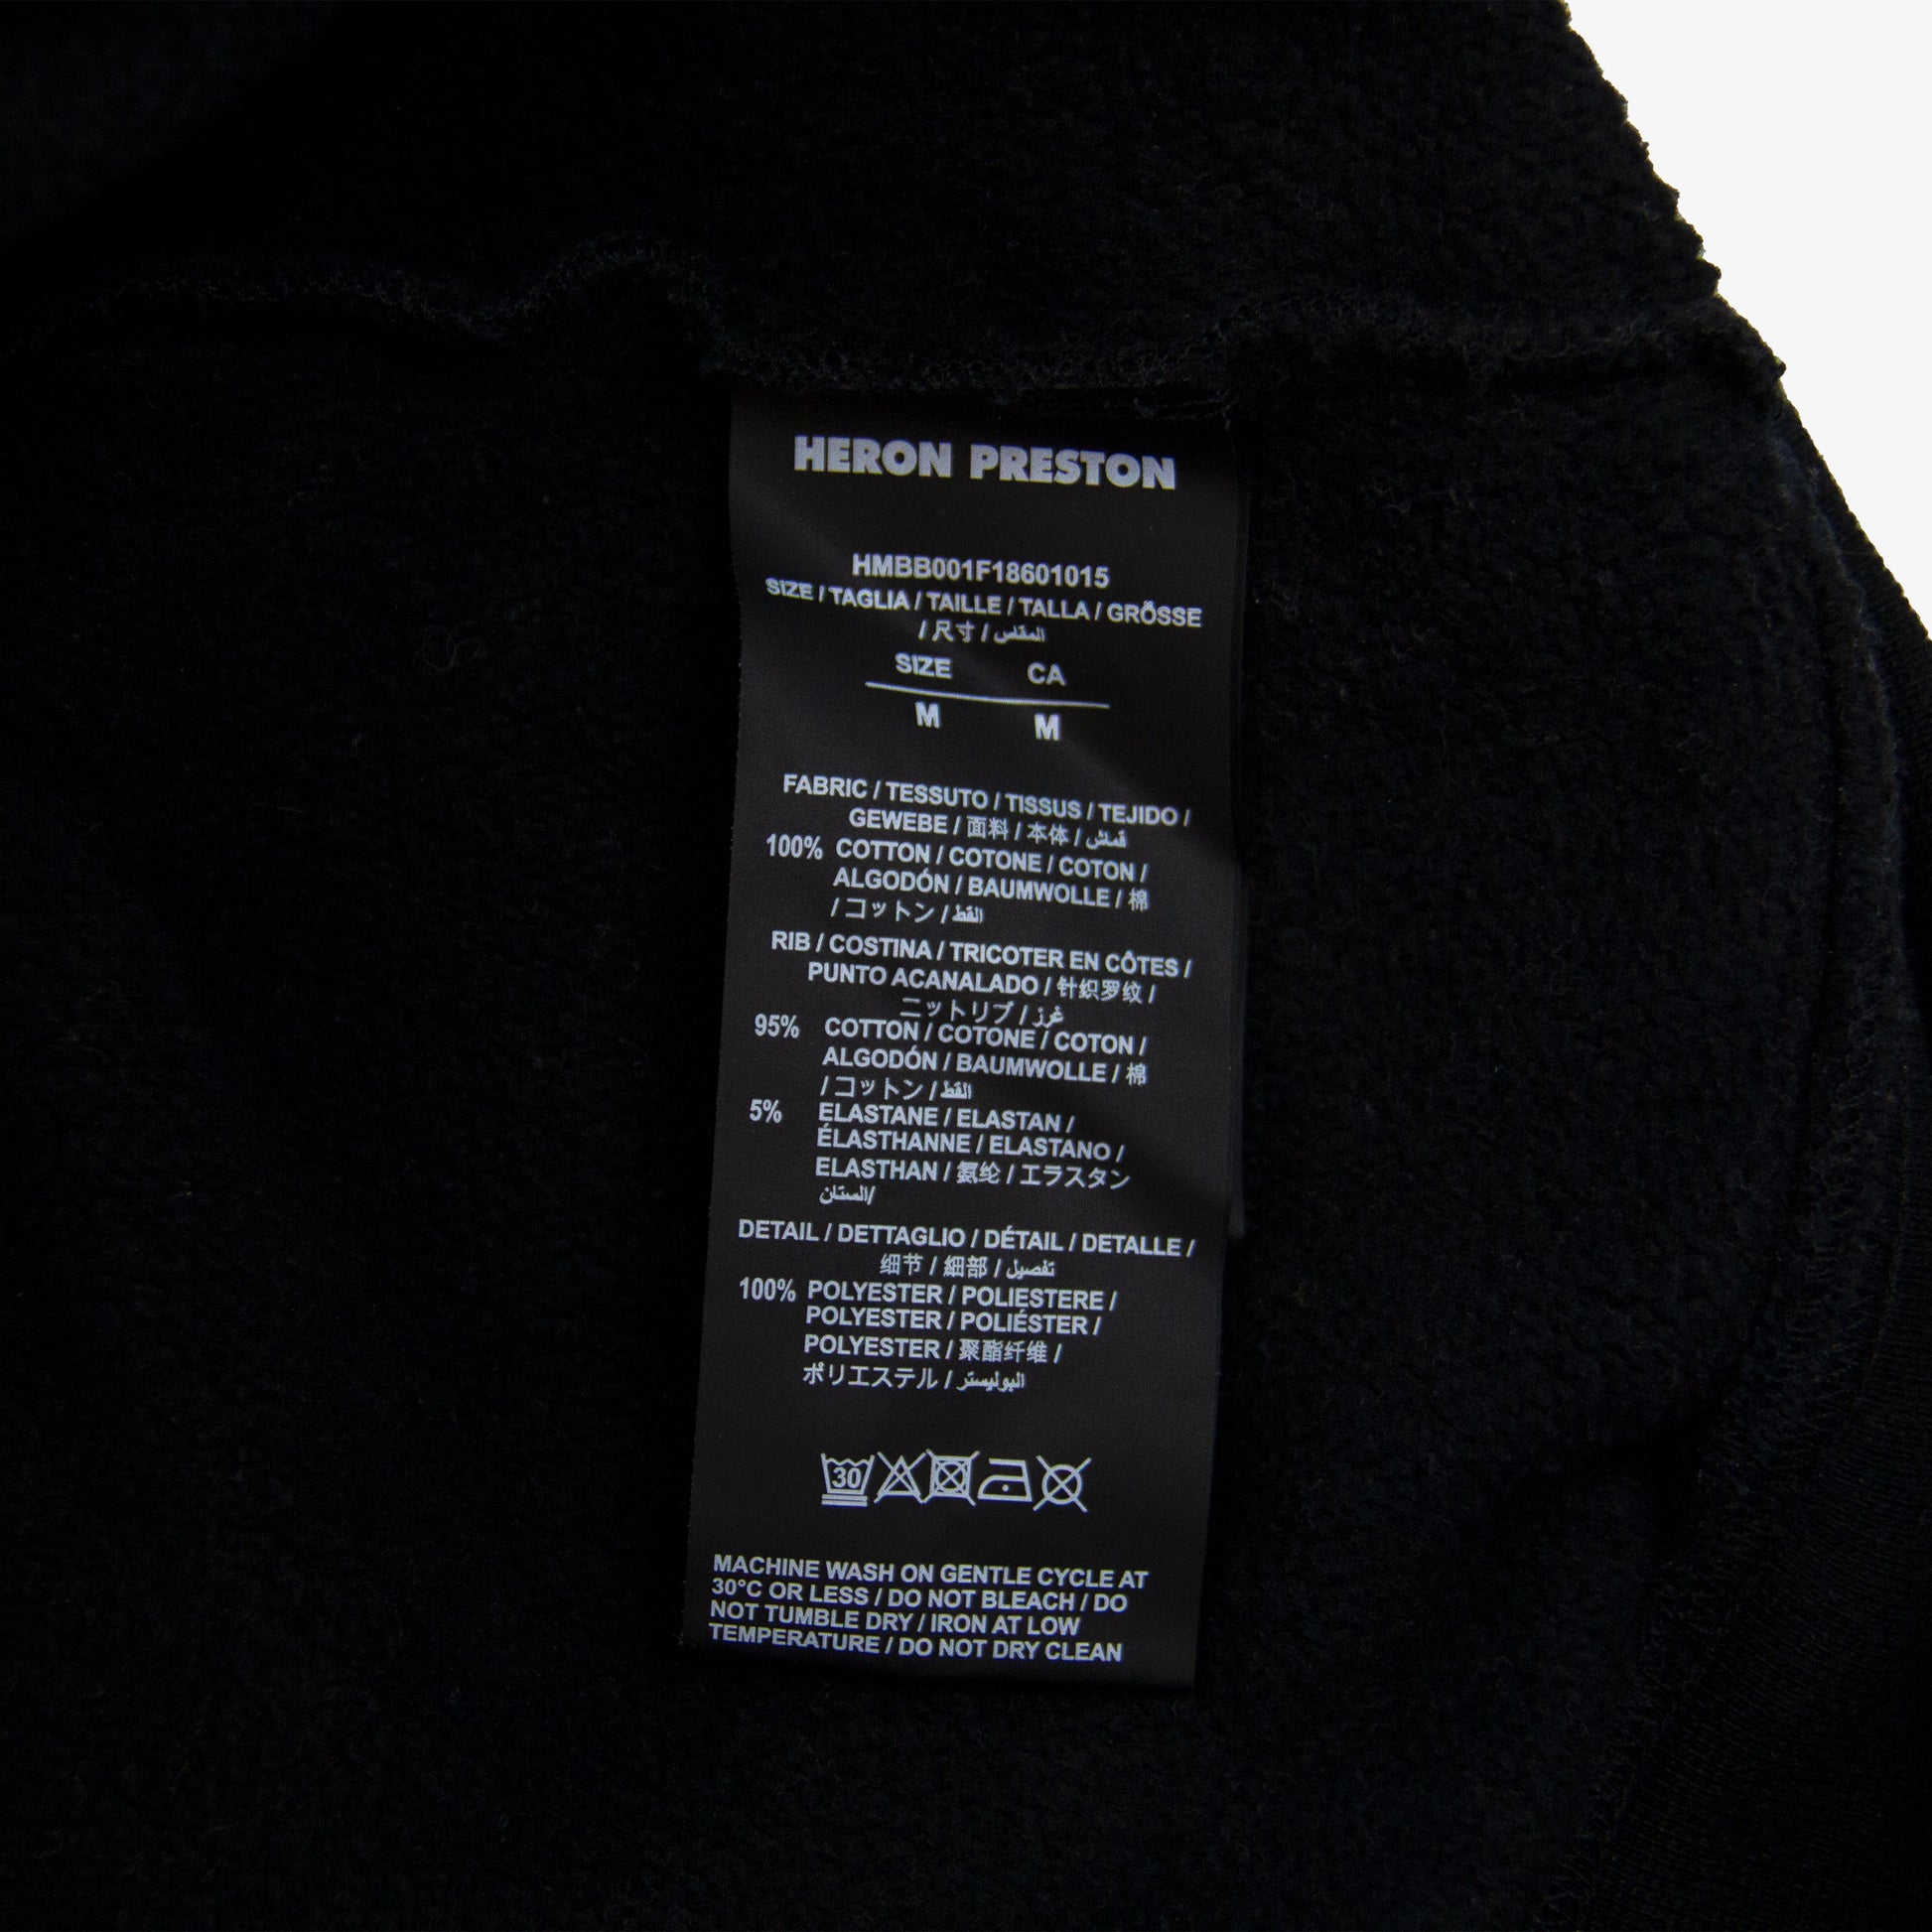 HERON PRESTON
HMBB001F18601015
SIZE / TAGLIA / TAILLE / TALLA / GRÖSSE
/ 尺寸 / المقلس
SIZE CA
M M
FABRIC / TESSUTO / TISSUS / TEJIDO /
GEWEBE / 面料 / 本体 / قماش
100% COTTON / COTONE / COTON /
ALGODÓN / BAUMWOLLE / 棉
/ コットン / القط
RIB / COSTINA / TRICOTER EN CÔTES /
PUNTO ACANALADO / 针织罗纹 /
ニットリブ / غرز
95% COTTON / COTONE / COTON /
ALGODÓN / BAUMWOLLE / 棉
/ コットン / القط
5% ELASTANE / ELASTAN /
ÉLASTHANNE / ELASTANO /
ELASTHAN / 氨纶 / エラスタン
/الستان
DETAIL / DETTAGLIO / DÉTAIL / DETALLE /
细节 / 細部 / تفصيل
100% POLYESTER / POLIESTERE /
POLYESTER / POLIÉSTER /
POLYESTER / 聚酯纤维 /
ポリエステル / البوليستر
30
MACHINE WASH ON GENTLE CYCLE AT
30°C OR LESS / DO NOT BLEACH / DO
NOT TUMBLE DRY / IRON AT LOW
TEMPERATURE / DO NOT DRY CLEAN